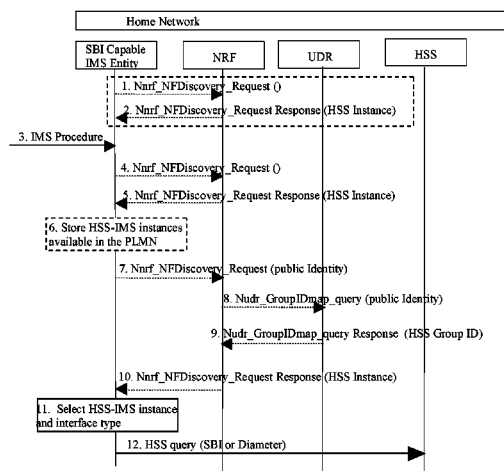 Home Network
SBI Capable
IMS Entity
NRF
UDR
HSS
1. Nnrf_NFDiscovery_Request ()
2. Nnrf_NFDiscovery_Request Response (HSS Instance)
3. IMS Procedure
4. Nnrf_NFDiscovery_Request ()
5. Nnrf_NFDiscovery_Request Response (HSS Instance)
6. Store HSS-IMS instances
available in the PLMN
7. Nnrf_NFDiscovery_Request (public Identity)
8. Nudr_GroupIDmap_query (public Identity)
9. Nudr_GroupIDmap_query Response (HSS Group ID)
10. Nnrf_NFDiscovery_Request Response (HSS Instance)
11. Select HSS-IMS instance
and interface type
12. HSS query (SBI or Diameter)